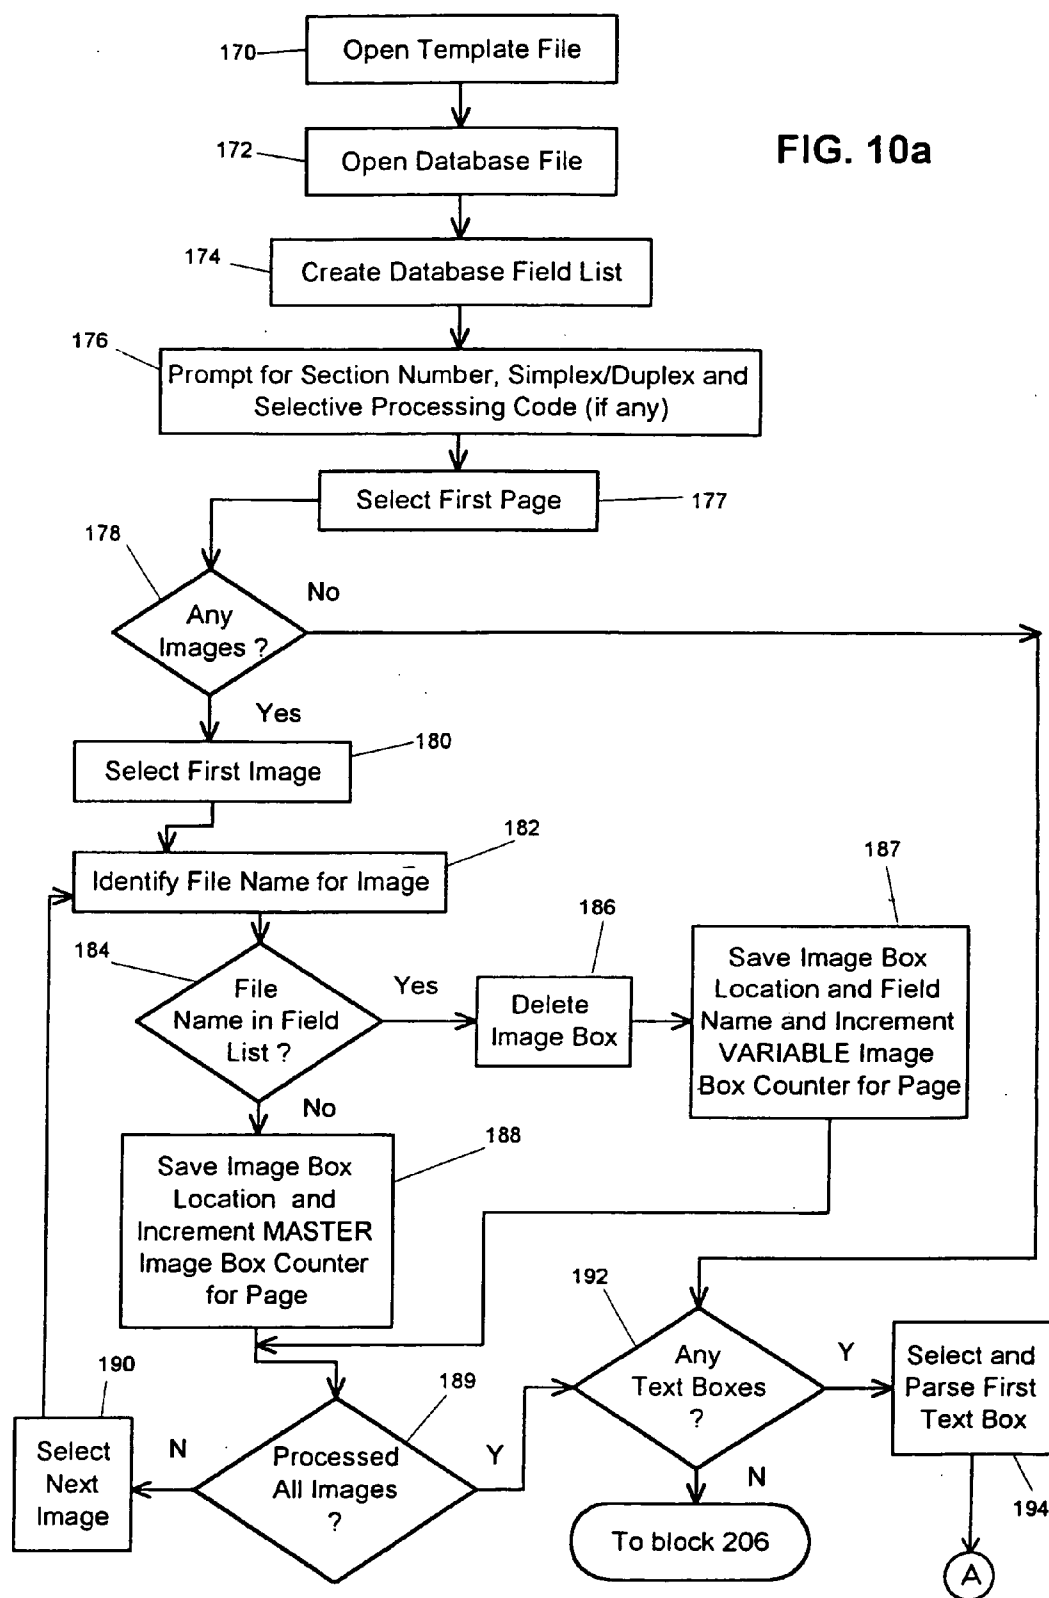 170
Open Template File
FIG. 10a
172
Open Database File
174
Create Database Field List
176
Prompt for Section Number, Simplex/Duplex and
Selective Processing Code (if any)
Select First Page
177
178
No
Any
Images ?
Yes
180
Select First Image
182
Identify File Name for Image
184
File
Name in Field
List ?
Yes
186
Delete
Image Box
187
Save Image Box
Location and Field
Name and Increment
VARIABLE Image
Box Counter for Page
No
188
Save Image Box
Location and
Increment MASTER
Image Box Counter
for Page
190
Select
Next
Image
N
189
Processed
All Images
?
Y
192
Any
Text Boxes
?
Y
Select and
Parse First
Text Box
194
N
To block 206
A